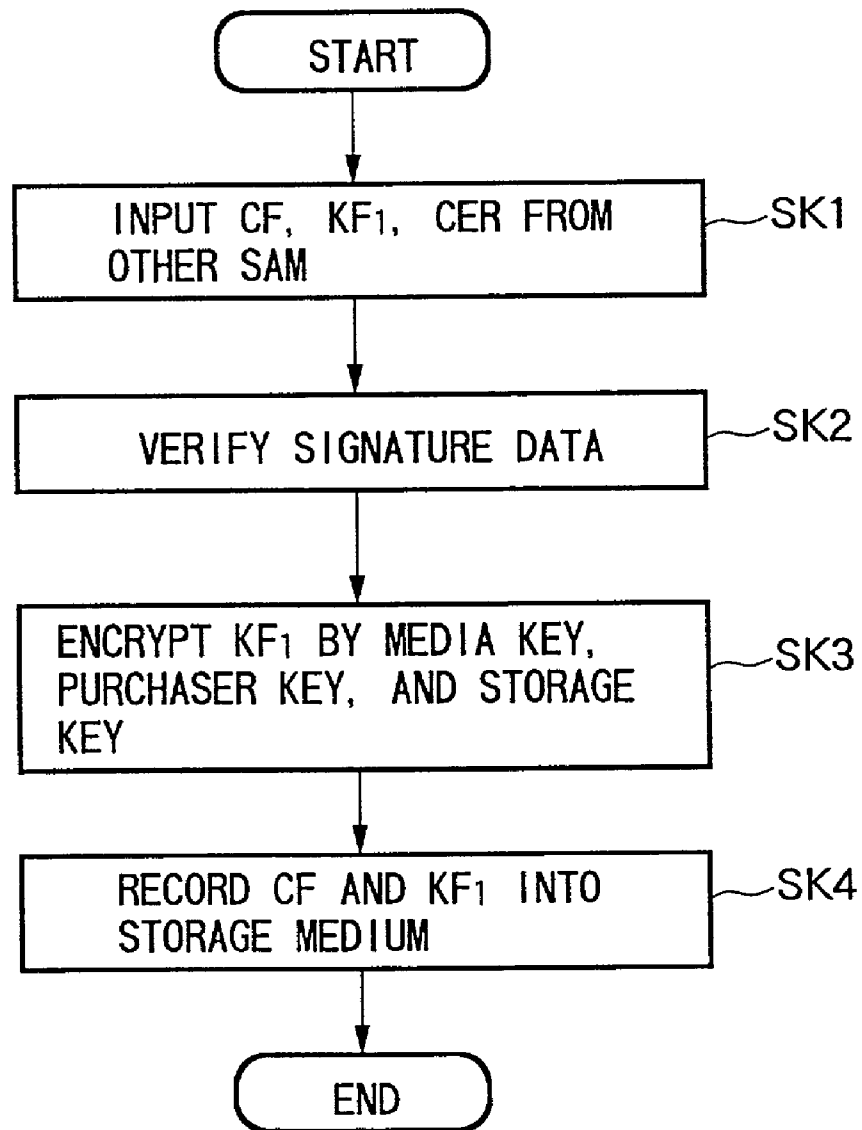 START
INPUT CF, KF₁, CER FROM
OTHER SAM
SK1
VERIFY SIGNATURE DATA
SK2
ENCRYPT KF₁ BY MEDIA KEY,
PURCHASER KEY, AND STORAGE
KEY
SK3
RECORD CF AND KF₁ INTO
STORAGE MEDIUM
SK4
END